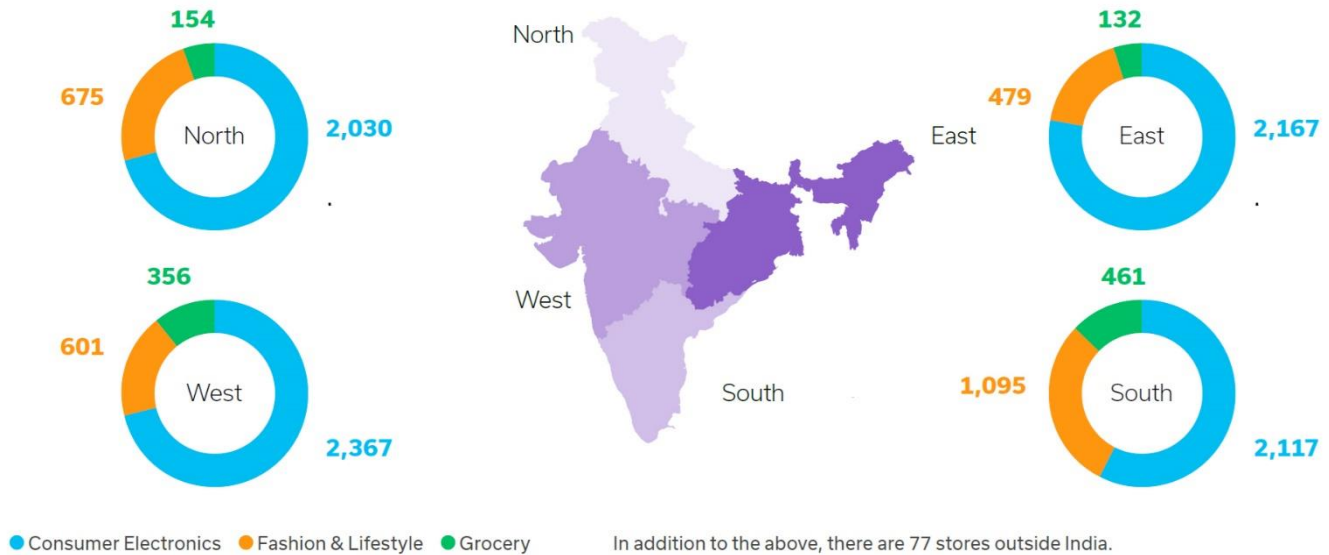 154
675
North
2,030
.
356
601
West
2,367
North
East
West
South
132
479
East
2,167
.
461
1,095
South
2,117
Consumer Electronics Fashion & Lifestyle Grocery
In addition to the above, there are 77 stores outside India.